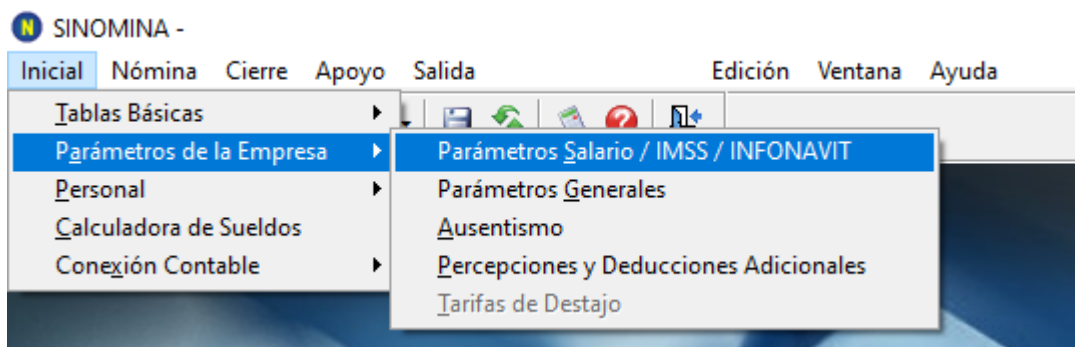 SINOMINA -
Inicial Nómina Cierre Apoyo Salida Edición Ventana Ayuda
Tablas Básicas
Parámetros de la Empresa
Personal
Calculadora de Sueldos
Conexión Contable
Parámetros Salario / IMSS / INFONAVIT
Parámetros Generales
Ausentismo
Percepciones y Deducciones Adicionales
Tarifas de Destajo